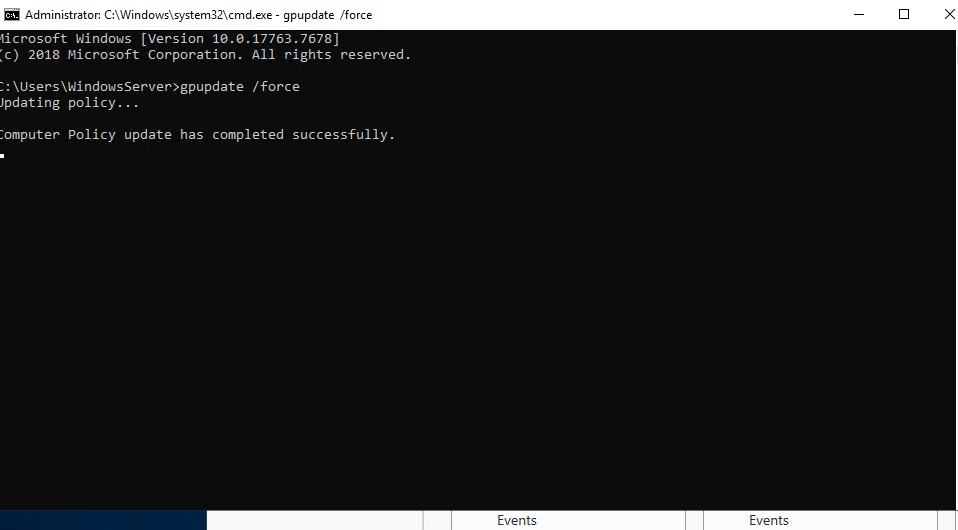 Administrator: C:\Windows\system32\cmd.exe - gpupdate /force
Microsoft Windows [Version 10.0.17763.7678]
(c) 2018 Microsoft Corporation. All rights reserved.
C:\Users\WindowsServer>gpupdate /force
Updating policy...
Computer Policy update has completed successfully.
Events
Events